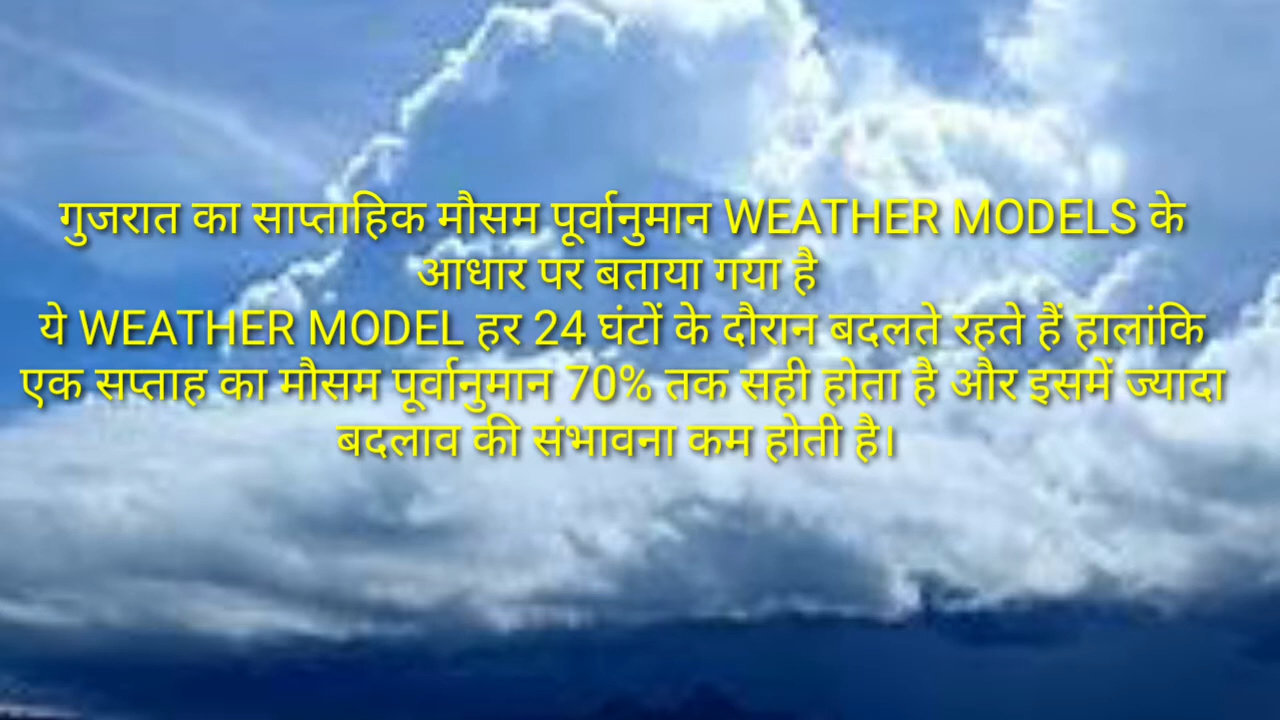 गुजरात का साप्ताहिक मौसम पूर्वानुमान WEATHER MODELS के
आधार पर बताया गया है
ये WEATHER MODEL हर 24 घंटों के दौरान बदलते रहते हैं हालांकि
एक सप्ताह का मौसम पूर्वानुमान 70% तक सही होता है और इसमें ज्यादा
बदलाव की संभावना कम होती है।